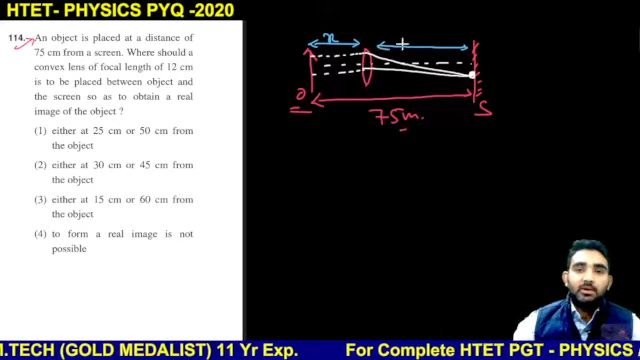 HTET- PHYSICS PYQ -2020
114. An object is placed at a distance of
75 cm from a screen. Where should a
convex lens of focal length of 12 cm
is to be placed between object and
the screen so as to obtain a real
image of the object ?
(1) either at 25 cm or 50 cm from
the object
(2) either at 30 cm or 45 cm from
the object
(3) either at 15 cm or 60 cm from
the object
(4) to form a real image is not
possible
x
O
75m.
S
M.TECH (GOLD MEDALIST) 11 Yr Exp. For Complete HTET PGT - PHYSICS